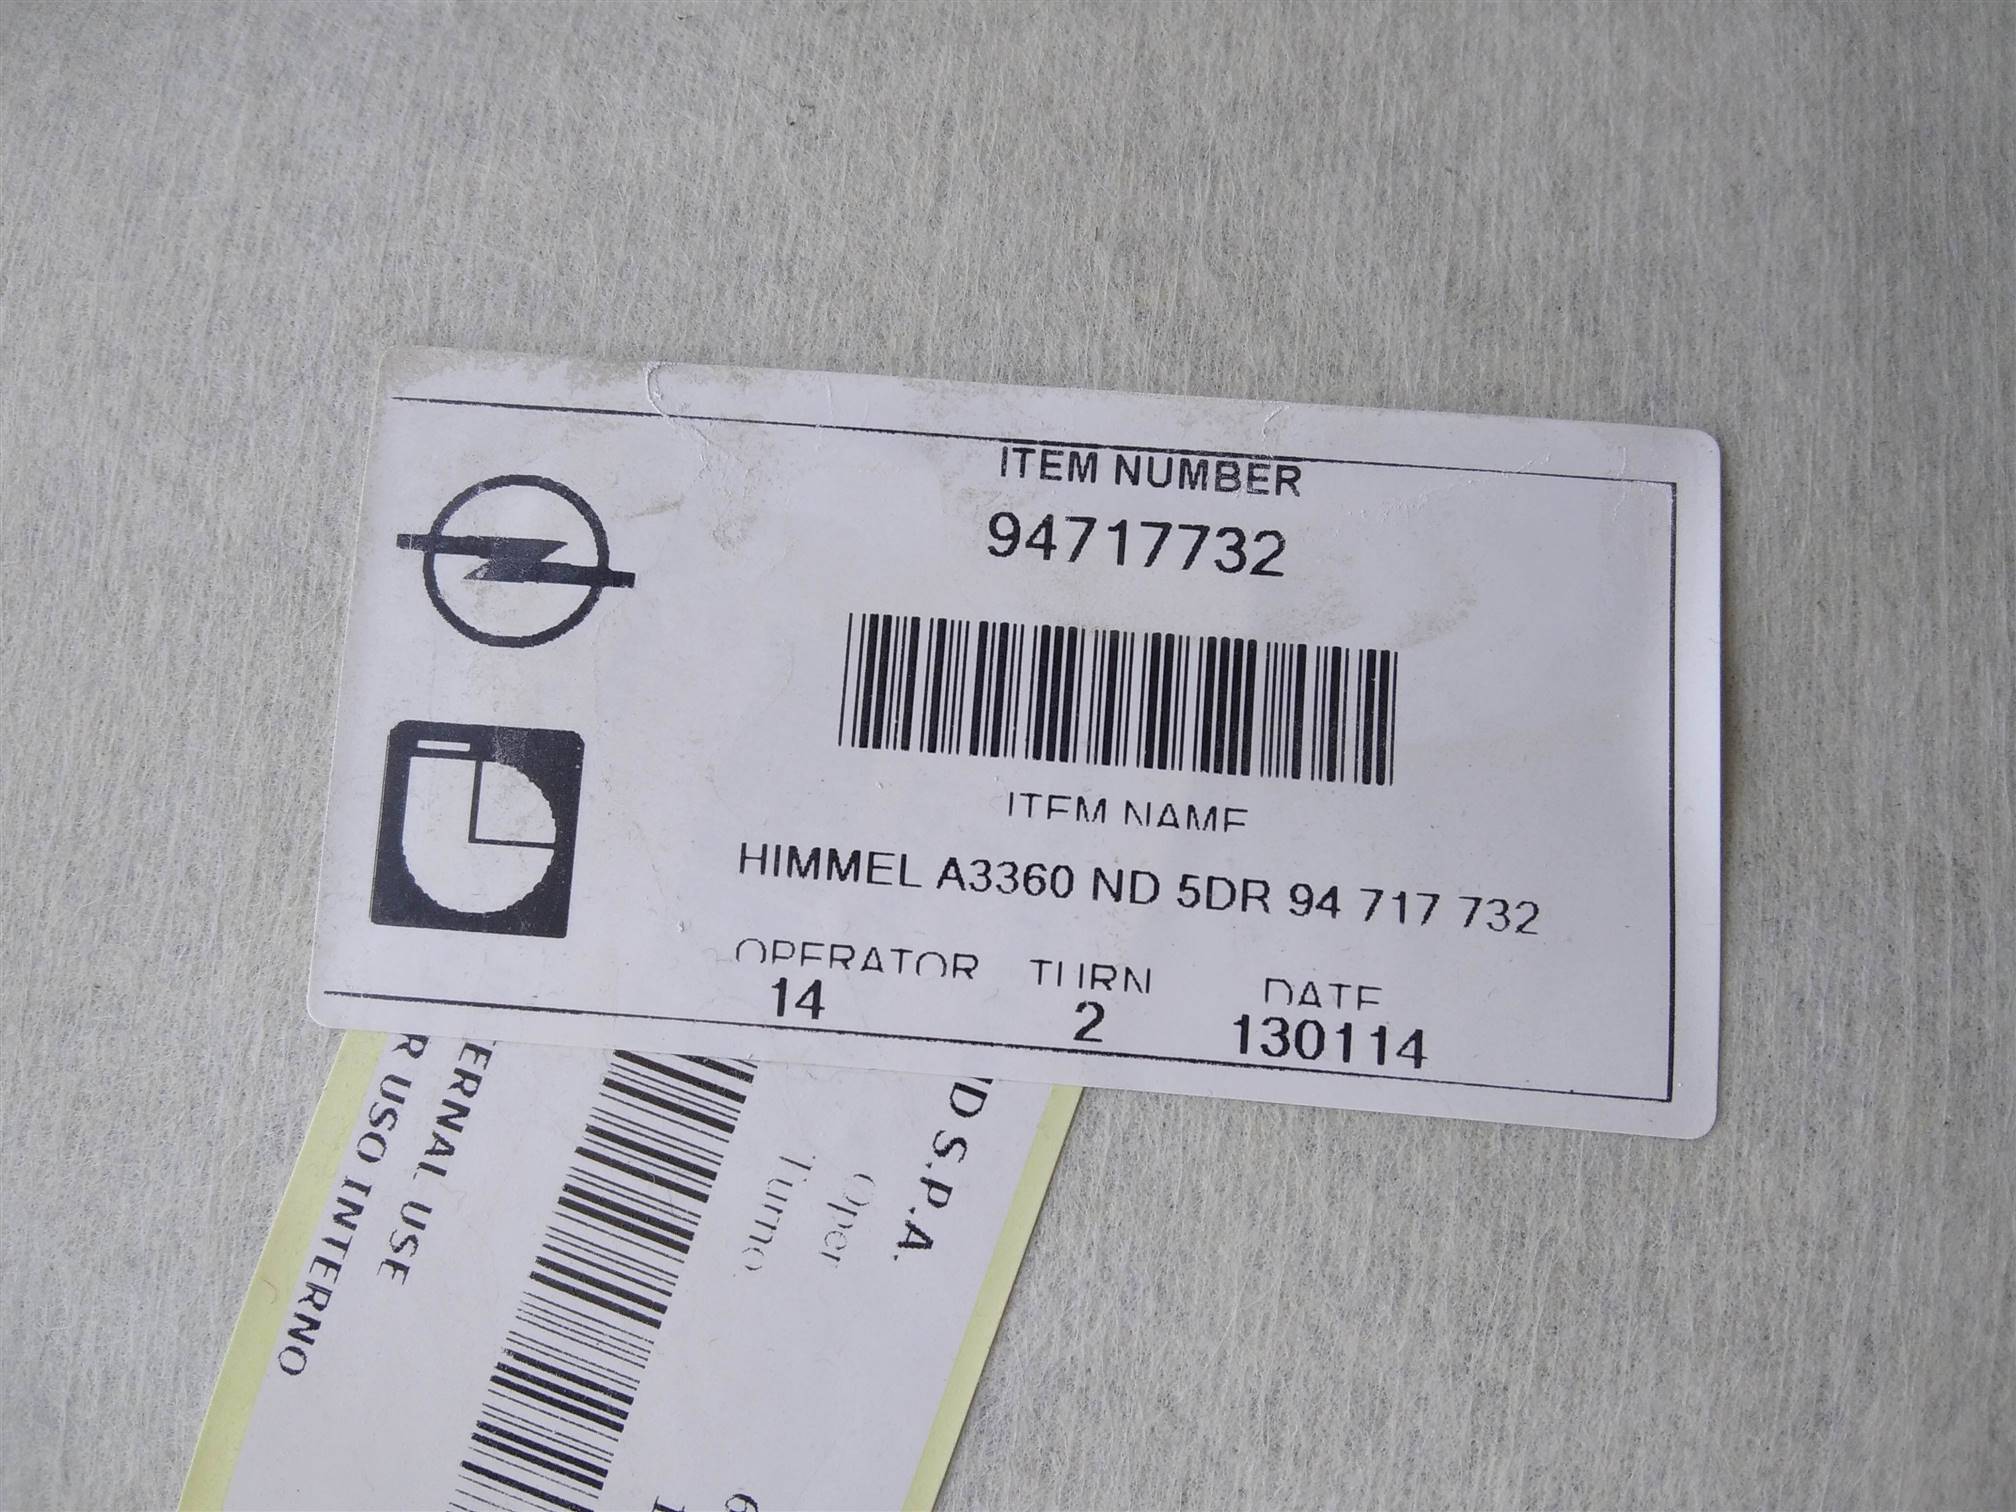 ITEM NUMBER
94717732
ITEM NAME
HIMMEL A3360 ND 5DR 94 717 732
OPERATOR TURN DATE
14 2 130114
S.P.A.
Oper
Turno
USE
USO INTERNO